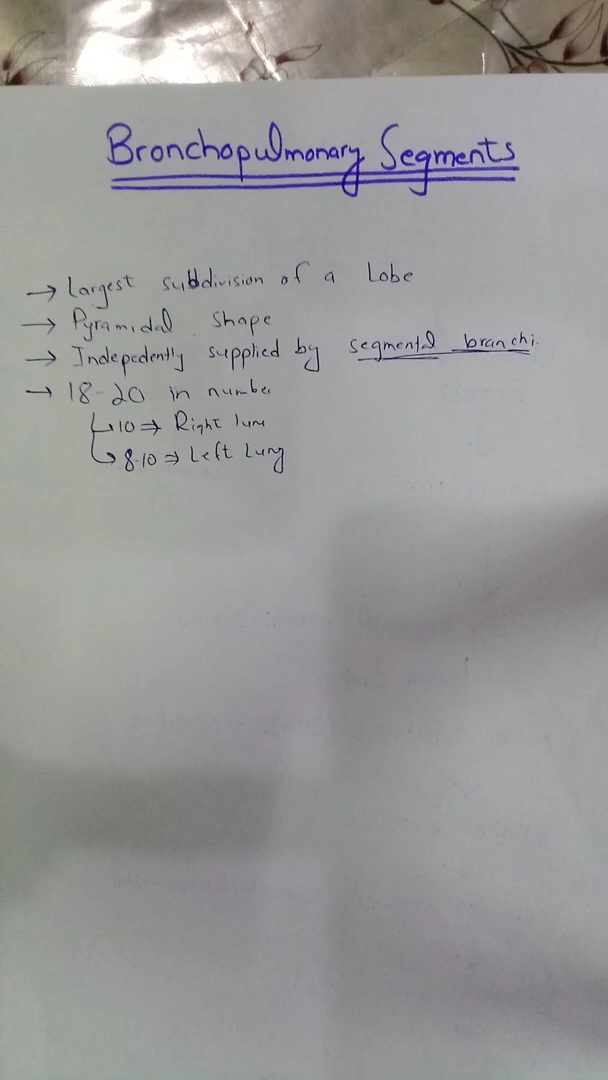 Bronchopulmonary Segments
→ Largest subdivision of a Lobe
→ Pyramidal shape
→ Indepedently supplied by segmental branchi.
→ 18-20 in number
↳ 10 ⇒ Right lun
↳ 8-10 ⇒ Left Lung